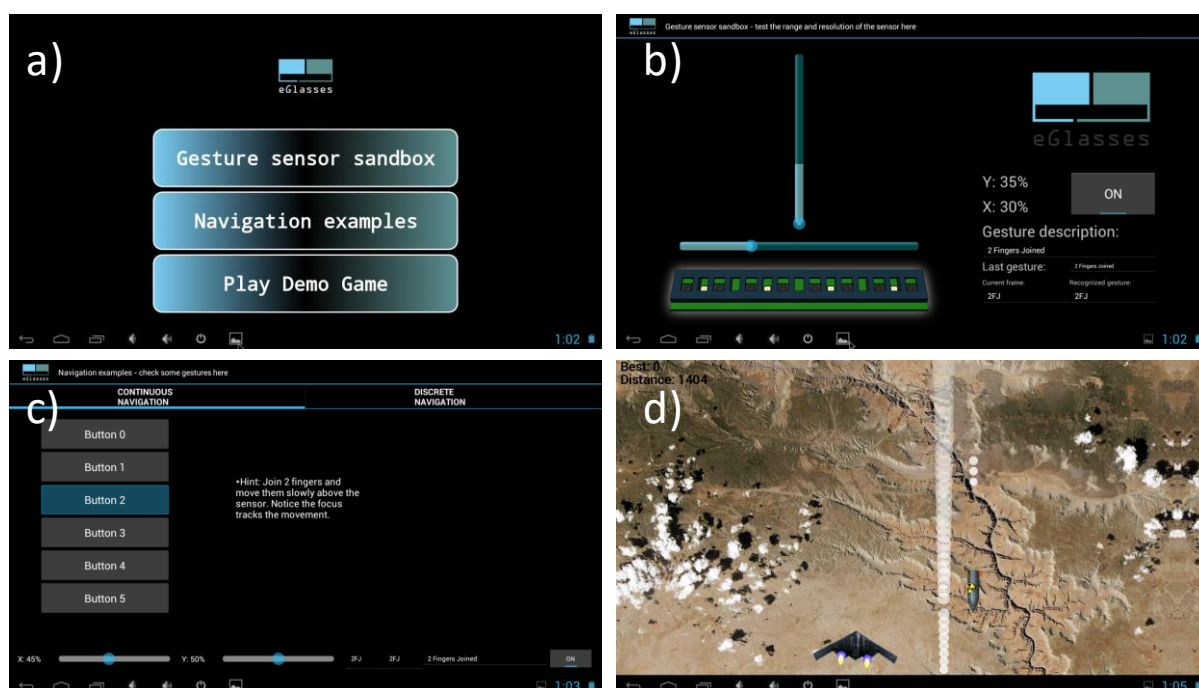 a)
eGlasses
Gesture sensor sandbox
Navigation examples
Play Demo Game
1:02
b)
eGlasses
Gesture sensor sandbox - test the range and resolution of the sensor here
eGlasses
Y: 35%
X: 30%
ON
Gesture description:
2 Fingers Joined
Last gesture:
2 Fingers Joined
Current frame:
Recognized gesture:
2FJ
2FJ
1:02
c)
eGlasses
Navigation examples - check some gestures here
CONTINUOUS
NAVIGATION
DISCRETE
NAVIGATION
Button 0
Button 1
Button 2
Button 3
Button 4
Button 5
•Hint: Join 2 fingers and
move them slowly above the
sensor. Notice the focus
tracks the movement.
X: 45%
Y: 50%
2FJ
2FJ
2 Fingers Joined
ON
1:03
d)
Best: 0
Distance: 1404
1:05